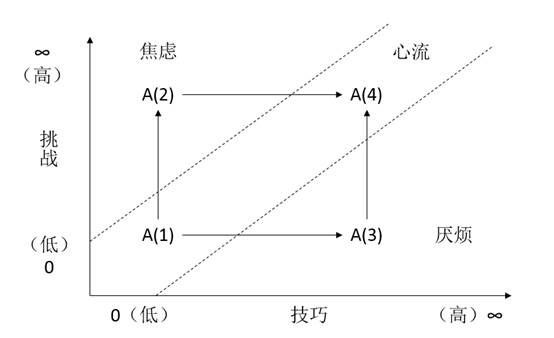 ∞
（高）
焦虑
心流
A(2)
A(4)
挑
战
（低）
0
A(1)
A(3)
厌烦
0（低）
技巧
（高）∞